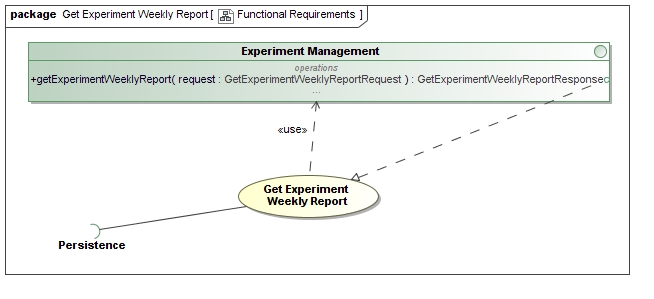 package Get Experiment Weekly Report [ Functional Requirements ]
Experiment Management
operations
+getExperimentWeeklyReport( request : GetExperimentWeeklyReportRequest ) : GetExperimentWeeklyReportResponse
...
«use»
Get Experiment
Weekly Report
Persistence